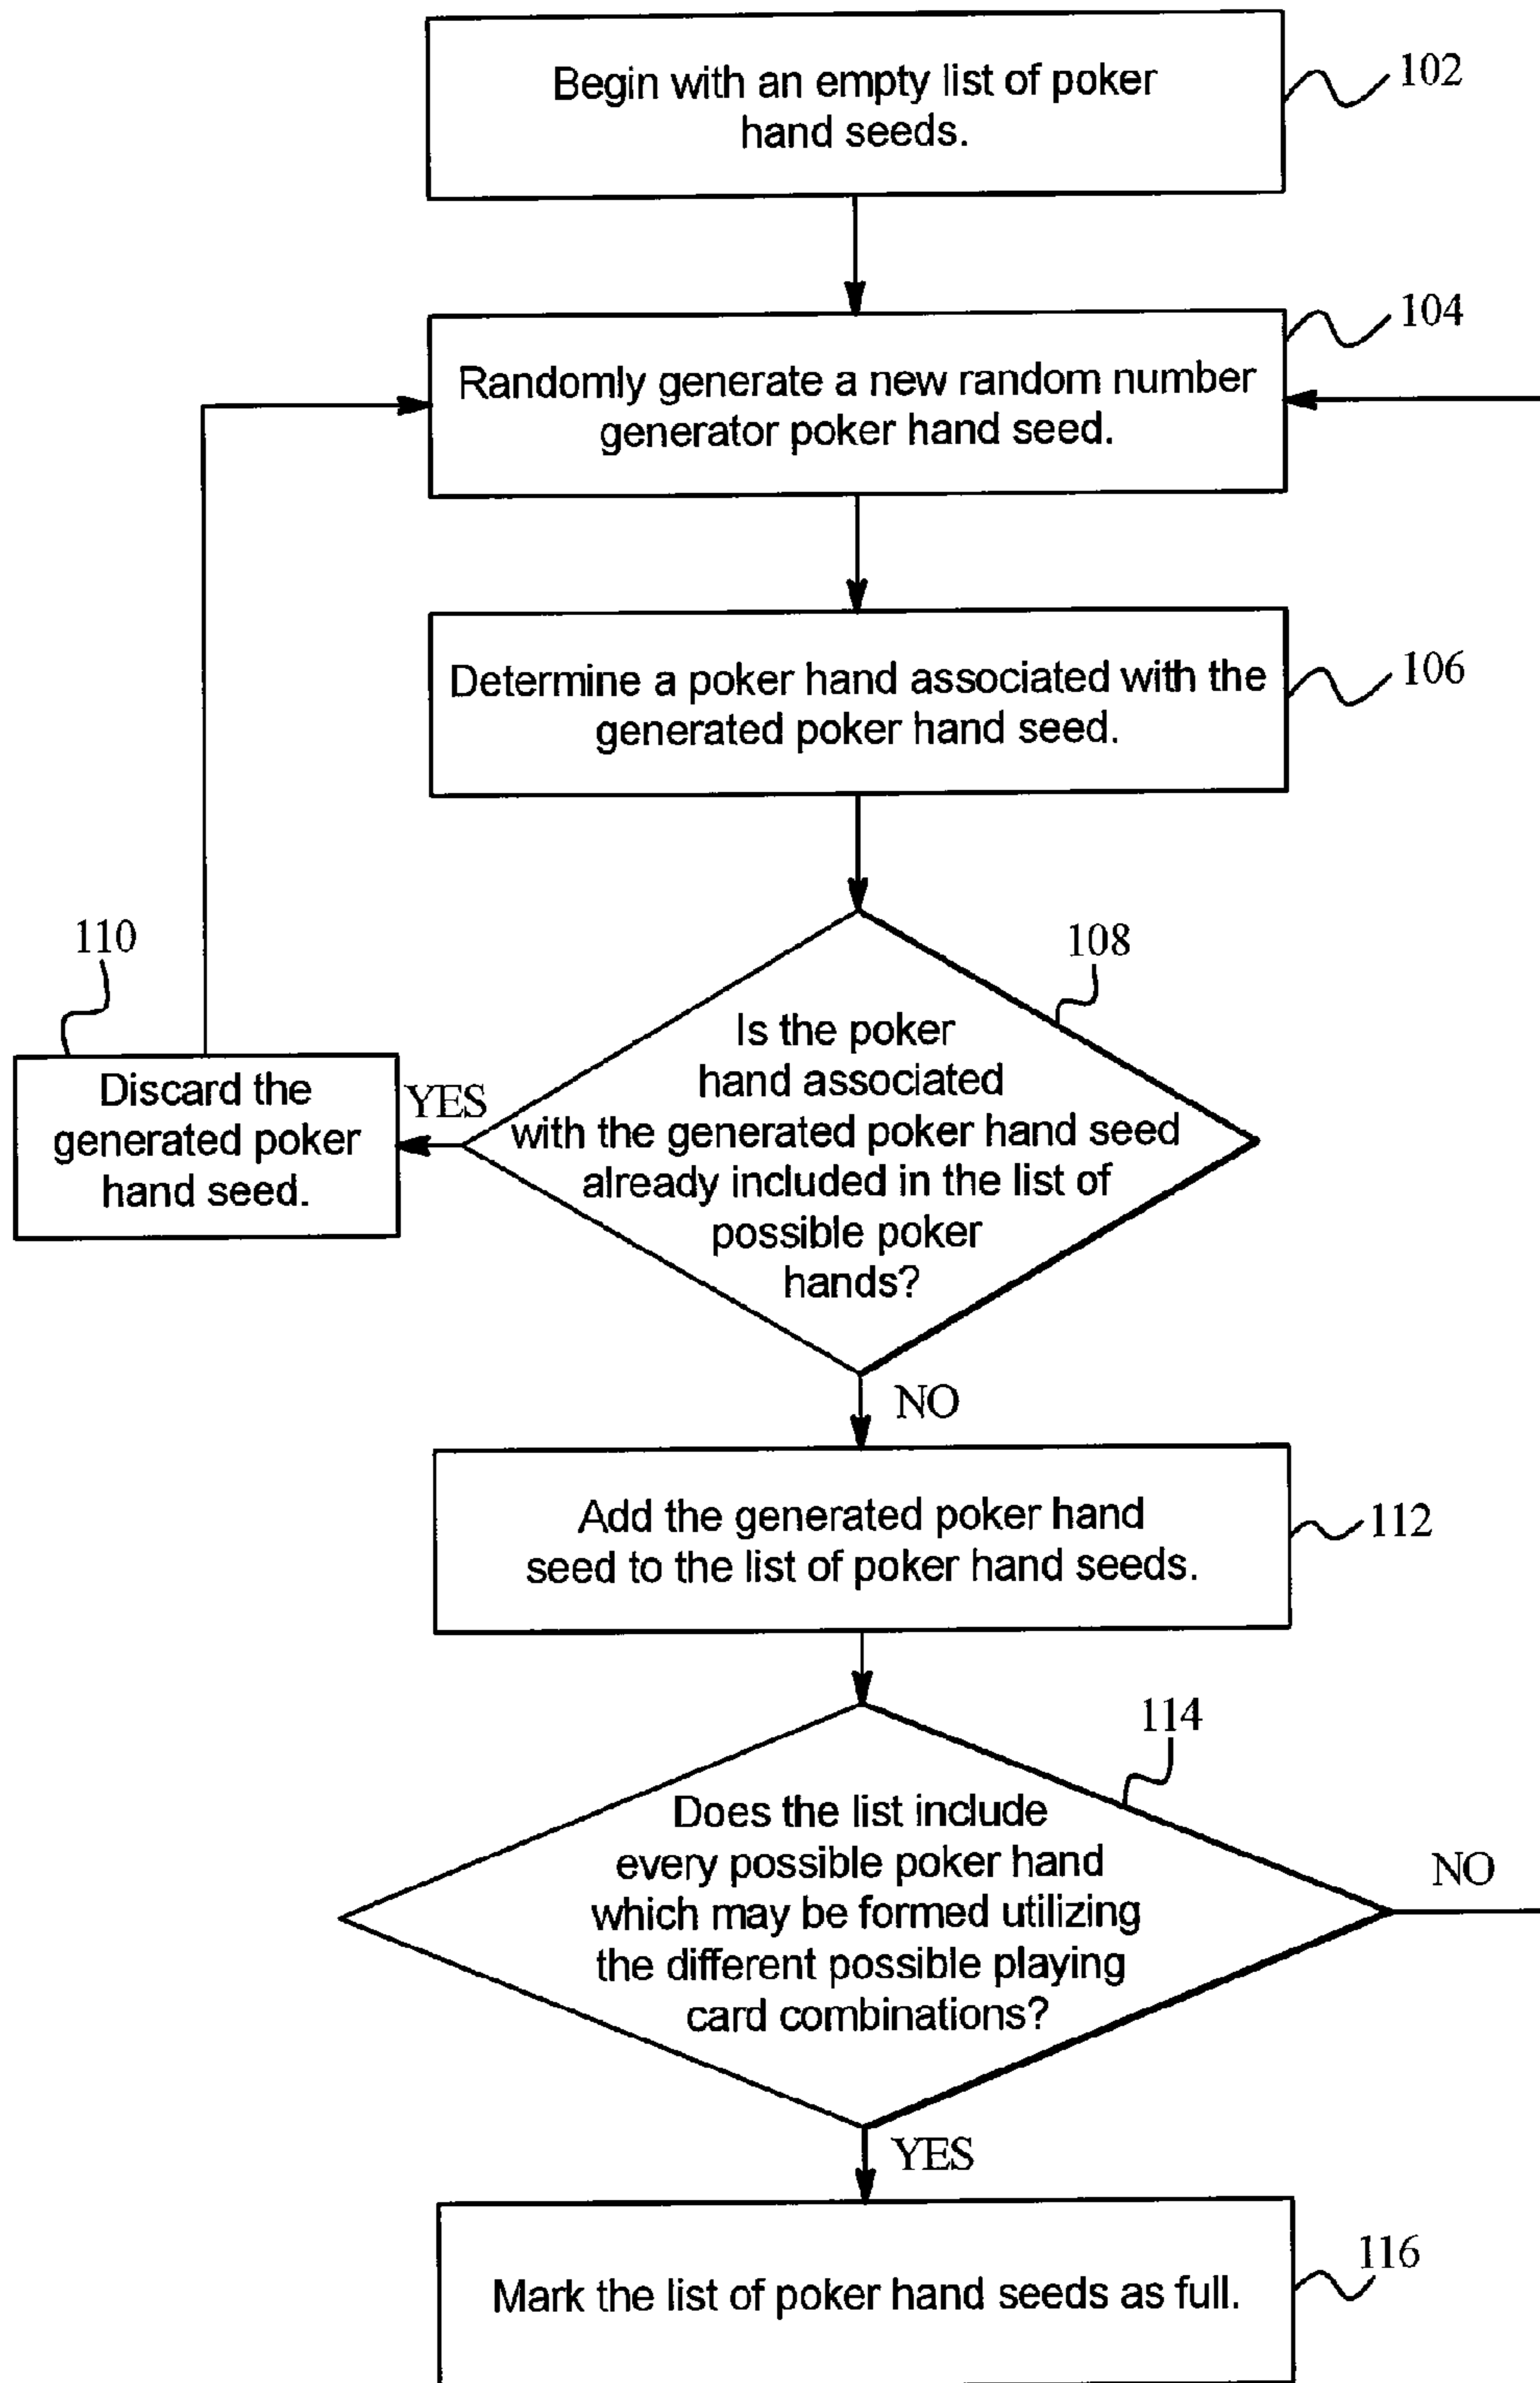 Begin with an empty list of poker
hand seeds.
102
104
Randomly generate a new random number
generator poker hand seed.
Determine a poker hand associated with the
generated poker hand seed.
106
110
108
Is the poker
hand associated
with the generated poker hand seed
already included in the list of
possible poker
hands?
YES
Discard the
generated poker
hand seed.
NO
Add the generated poker hand
seed to the list of poker hand seeds.
112
114
Does the list include
every possible poker hand
which may be formed utilizing
the different possible playing
card combinations?
NO
YES
Mark the list of poker hand seeds as full.
116